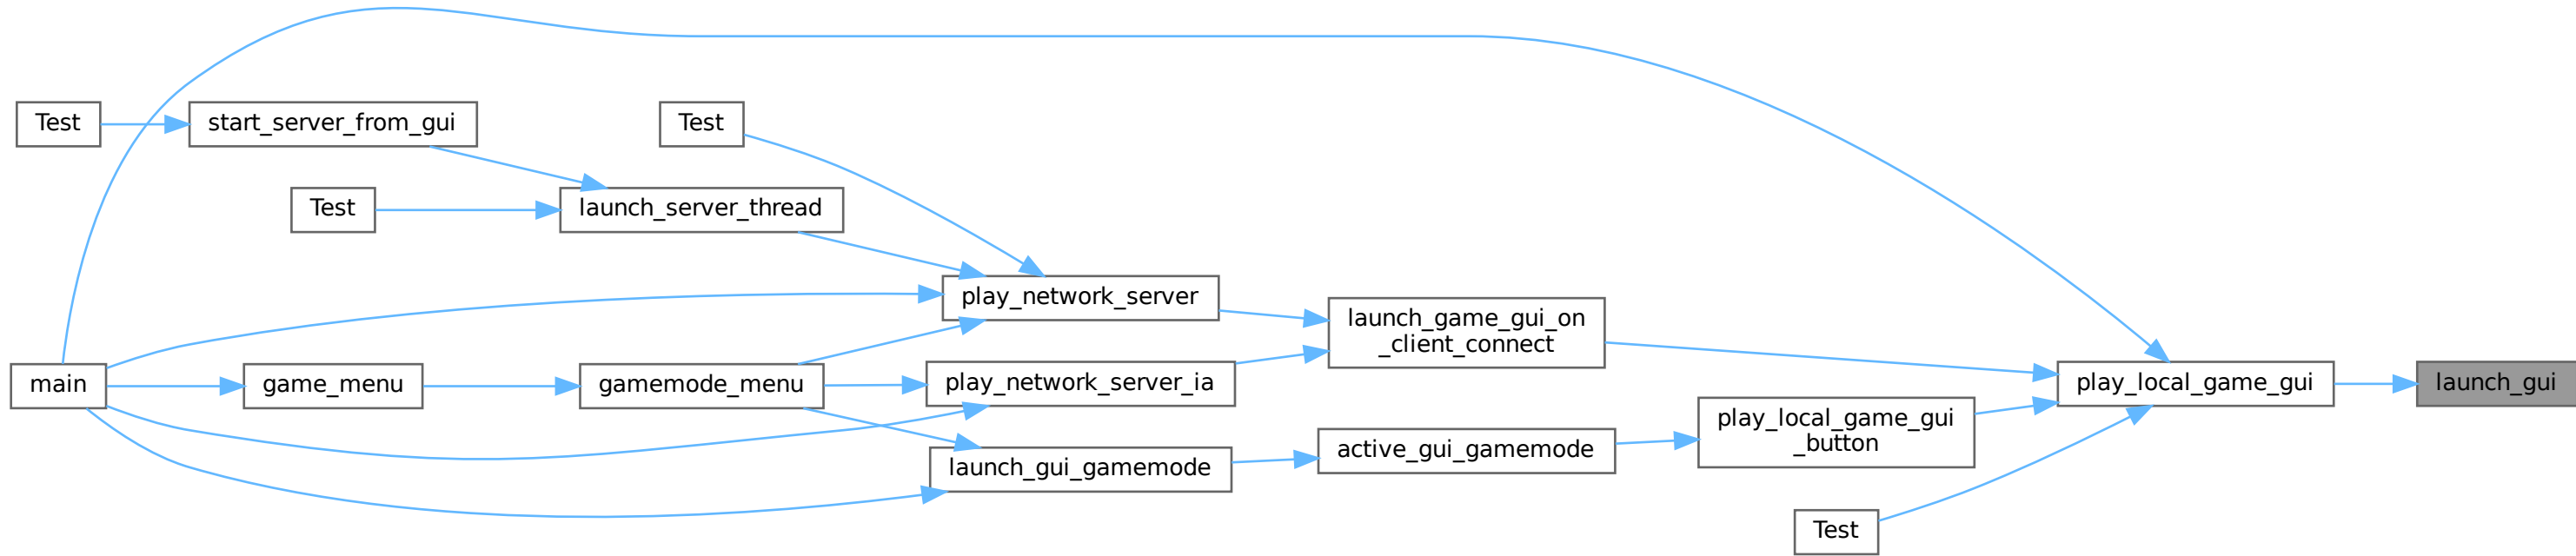 Test
start_server_from_gui
Test
Test
launch_server_thread
play_network_server
launch_game_gui_on
_client_connect
main
game_menu
gamemode_menu
play_network_server_ia
play_local_game_gui
launch_gui
play_local_game_gui
_button
active_gui_gamemode
launch_gui_gamemode
Test